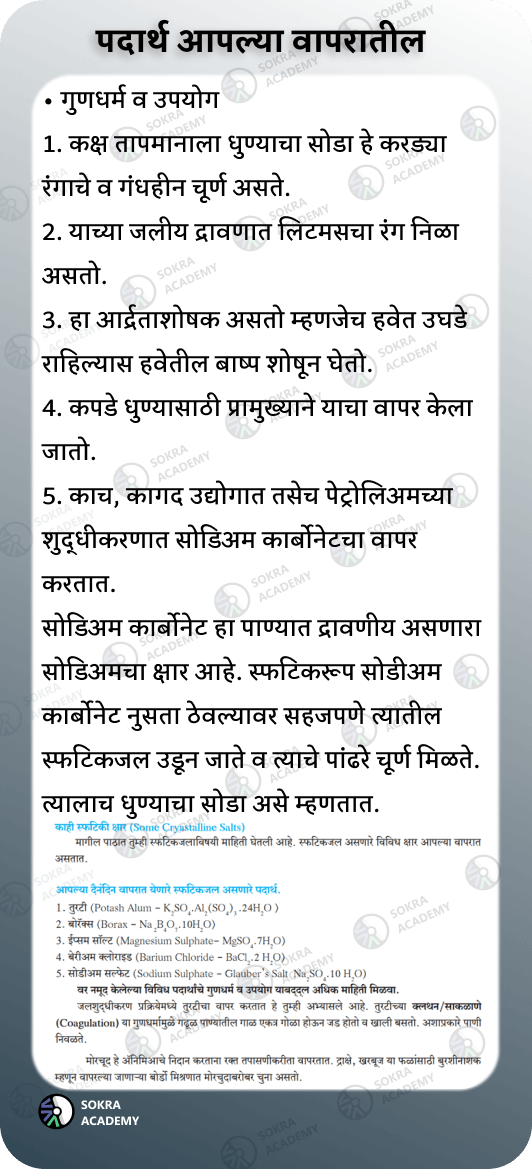 पदार्थ आपल्या वापरातील
• गुणधर्म व उपयोग
1. कक्ष तापमानाला धुण्याचा सोडा हे करड्या
रंगाचे व गंधहीन चूर्ण असते.
2. याच्या जलीय द्रावणात लिटमसचा रंग निळा
असतो.
3. हा आर्द्रताशोषक असतो म्हणजेच हवेत उघडे
राहिल्यास हवेतील बाष्प शोषून घेतो.
4. कपडे धुण्यासाठी प्रामुख्याने याचा वापर केला
जातो.
5. काच, कागद उद्योगात तसेच पेट्रोलिअमच्या
शुद्धीकरणात सोडिअम कार्बोनेटचा वापर
करतात.
सोडिअम कार्बोनेट हा पाण्यात द्रावणीय असणारा
सोडिअमचा क्षार आहे. स्फटिकरूप सोडीअम
कार्बोनेट नुसता ठेवल्यावर सहजपणे त्यातील
स्फटिकजल उडून जाते व त्याचे पांढरे चूर्ण मिळते.
त्यालाच धुण्याचा सोडा असे म्हणतात.
काही स्फटिकी क्षार (Some Cryastalline Salts)
मागील पाठात तुम्ही स्फटिकजलाविषयी माहिती घेतली आहे. स्फटिकजल असणारे विविध क्षार आपल्या वापरात
असतात.
आपल्या दैनंदिन वापरात येणारे स्फटिकजल असणारे पदार्थ.
1. तुरटी (Potash Alum - K₂SO₄.Al₂(SO₄)₃.24H₂O )
2. बोरॅक्स (Borax - Na₂B₄O₇.10H₂O)
3. ईप्सम सॉल्ट (Magnesium Sulphate- MgSO₄.7H₂O)
4. बेरीअम क्लोराइड (Barium Chloride - BaCl₂.2 H₂O)
5. सोडीअम सल्फेट (Sodium Sulphate - Glauber's Salt Na₂SO₄.10 H₂O)
वर नमूद केलेल्या विविध पदार्थांचे गुणधर्म व उपयोग याबद्दल अधिक माहिती मिळवा.
जलशुद्धीकरण प्रक्रियेमध्ये तुरटीचा वापर करतात हे तुम्ही अभ्यासले आहे. तुरटीच्या क्लथन/साकळाणे
(Coagulation) या गुणधर्मामुळे गढूळ पाण्यातील गाळ एकत्र गोळा होऊन जड होतो व खाली बसतो. अशाप्रकारे पाणी
निवळते.
मोरचूद हे ॲनिमिआचे निदान करताना रक्त तपासणीकरीता वापरतात. द्राक्षे, खरबूज या फळांसाठी बुरशीनाशक
म्हणून वापरल्या जाणाऱ्या बोर्डो मिश्रणात मोरचुदाबरोबर चुना असतो.
SOKRA
ACADEMY